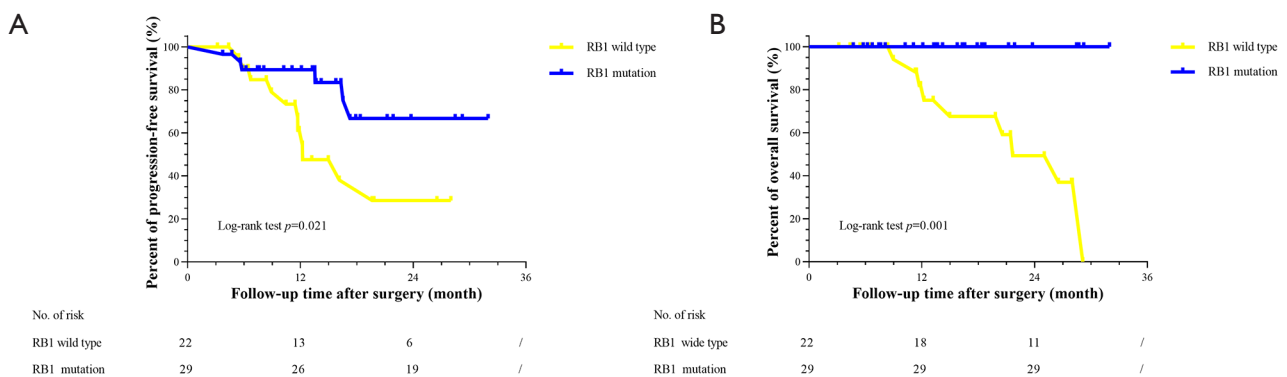 A
Percent of progression-free survival (%)
100
80
60
40
20
0
0 12 24 36
Follow-up time after surgery (month)
Log-rank test p=0.021
RB1 wild type
RB1 mutation
No. of risk
RB1 wild type 22 13 6 /
RB1 mutation 29 26 19 /
B
Percent of overall survival (%)
100
80
60
40
20
0
0 12 24 36
Follow-up time after surgery (month)
Log-rank test p=0.001
RB1 wild type
RB1 mutation
No. of risk
RB1 wide type 22 18 11 /
RB1 mutation 29 29 29 /